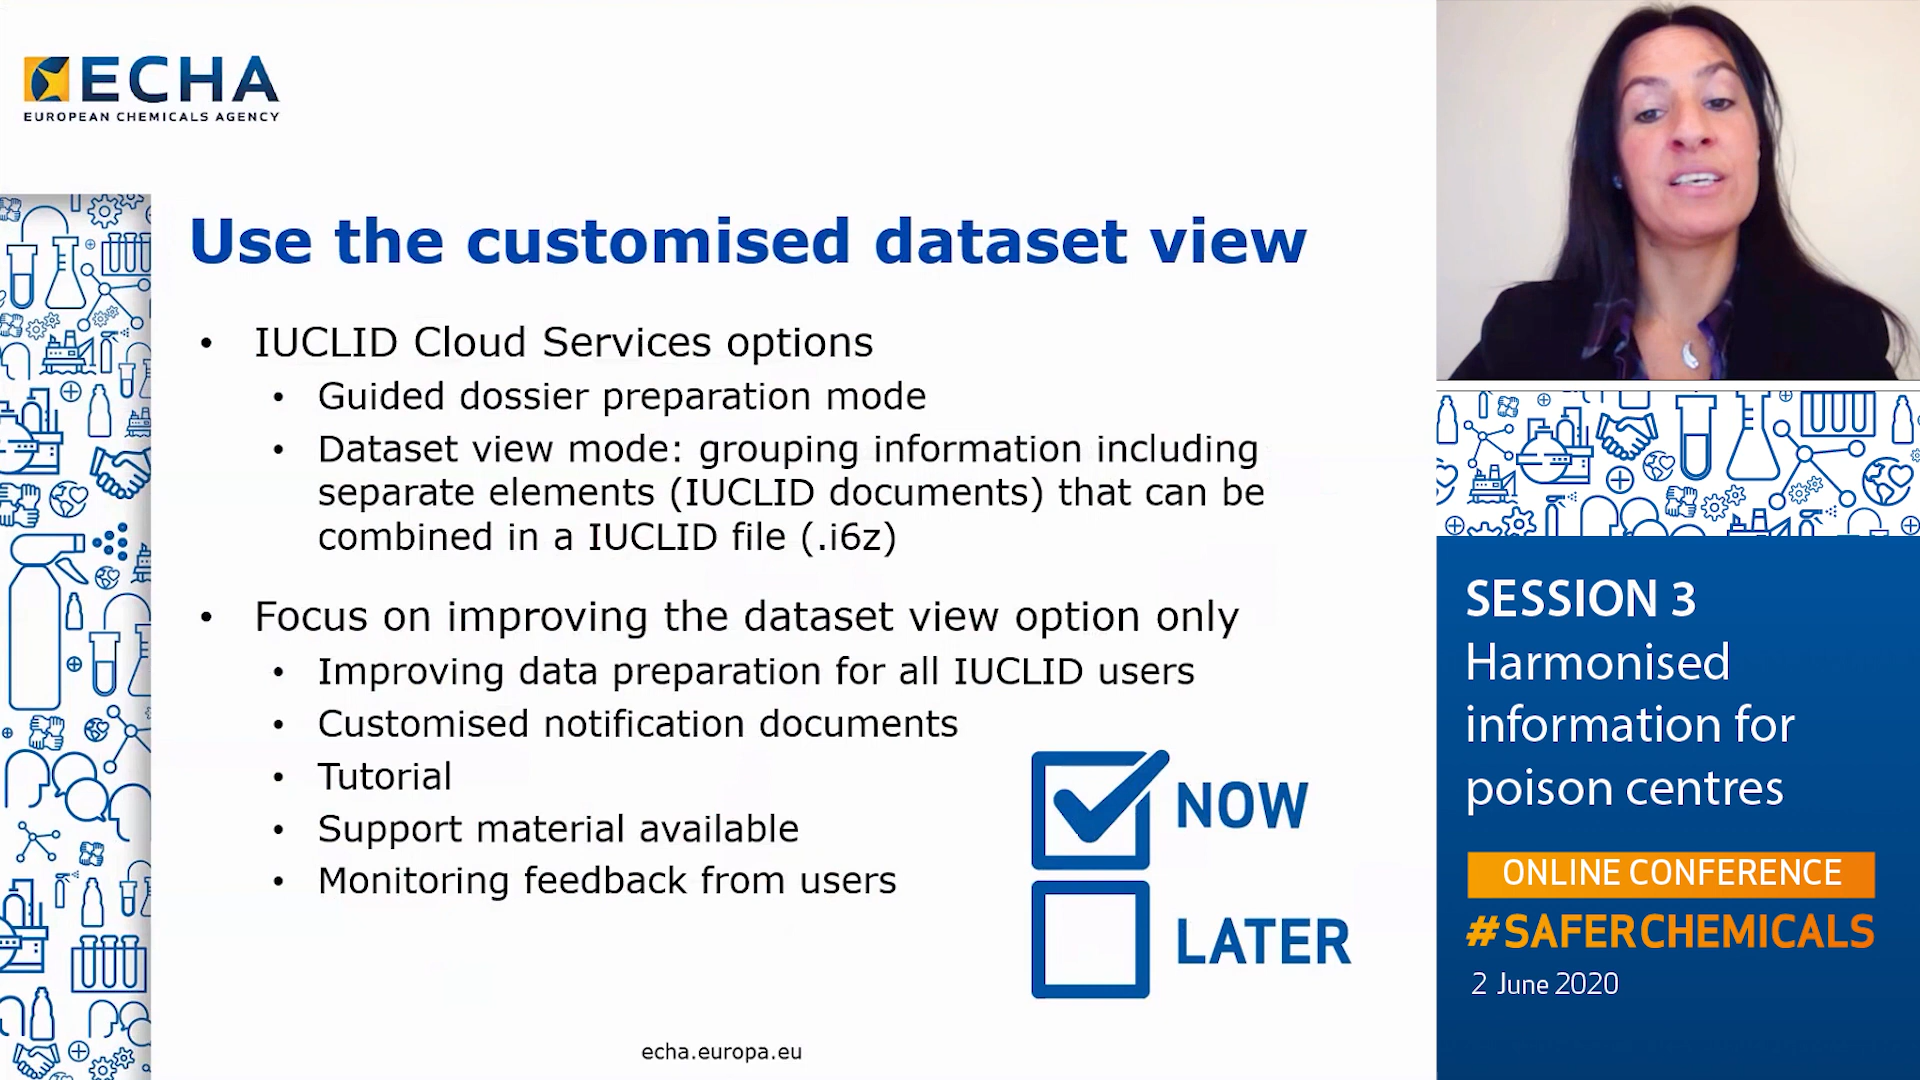 ECHA
EUROPEAN CHEMICALS AGENCY
Use the customised dataset view
• IUCLID Cloud Services options
• Guided dossier preparation mode
• Dataset view mode: grouping information including
separate elements (IUCLID documents) that can be
combined in a IUCLID file (.i6z)
• Focus on improving the dataset view option only
• Improving data preparation for all IUCLID users
• Customised notification documents
• Tutorial
• Support material available
• Monitoring feedback from users
NOW
LATER
echa.europa.eu
SESSION 3
Harmonised
information for
poison centres
ONLINE CONFERENCE
#SAFERCHEMICALS
2 June 2020